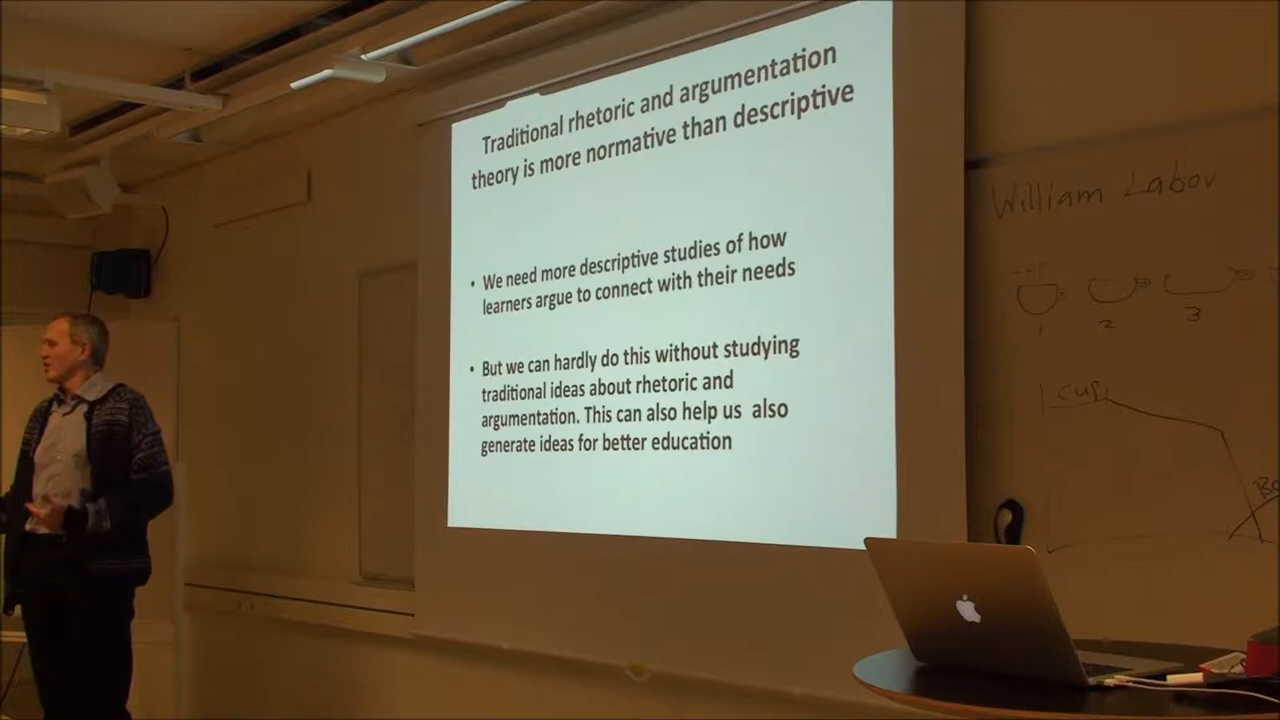 Traditional rhetoric and argumentation
theory is more normative than descriptive
• We need more descriptive studies of how
learners argue to connect with their needs
• But we can hardly do this without studying
traditional ideas about rhetoric and
argumentation. This can also help us also
generate ideas for better education
William Labov
1 2 3
1 cup